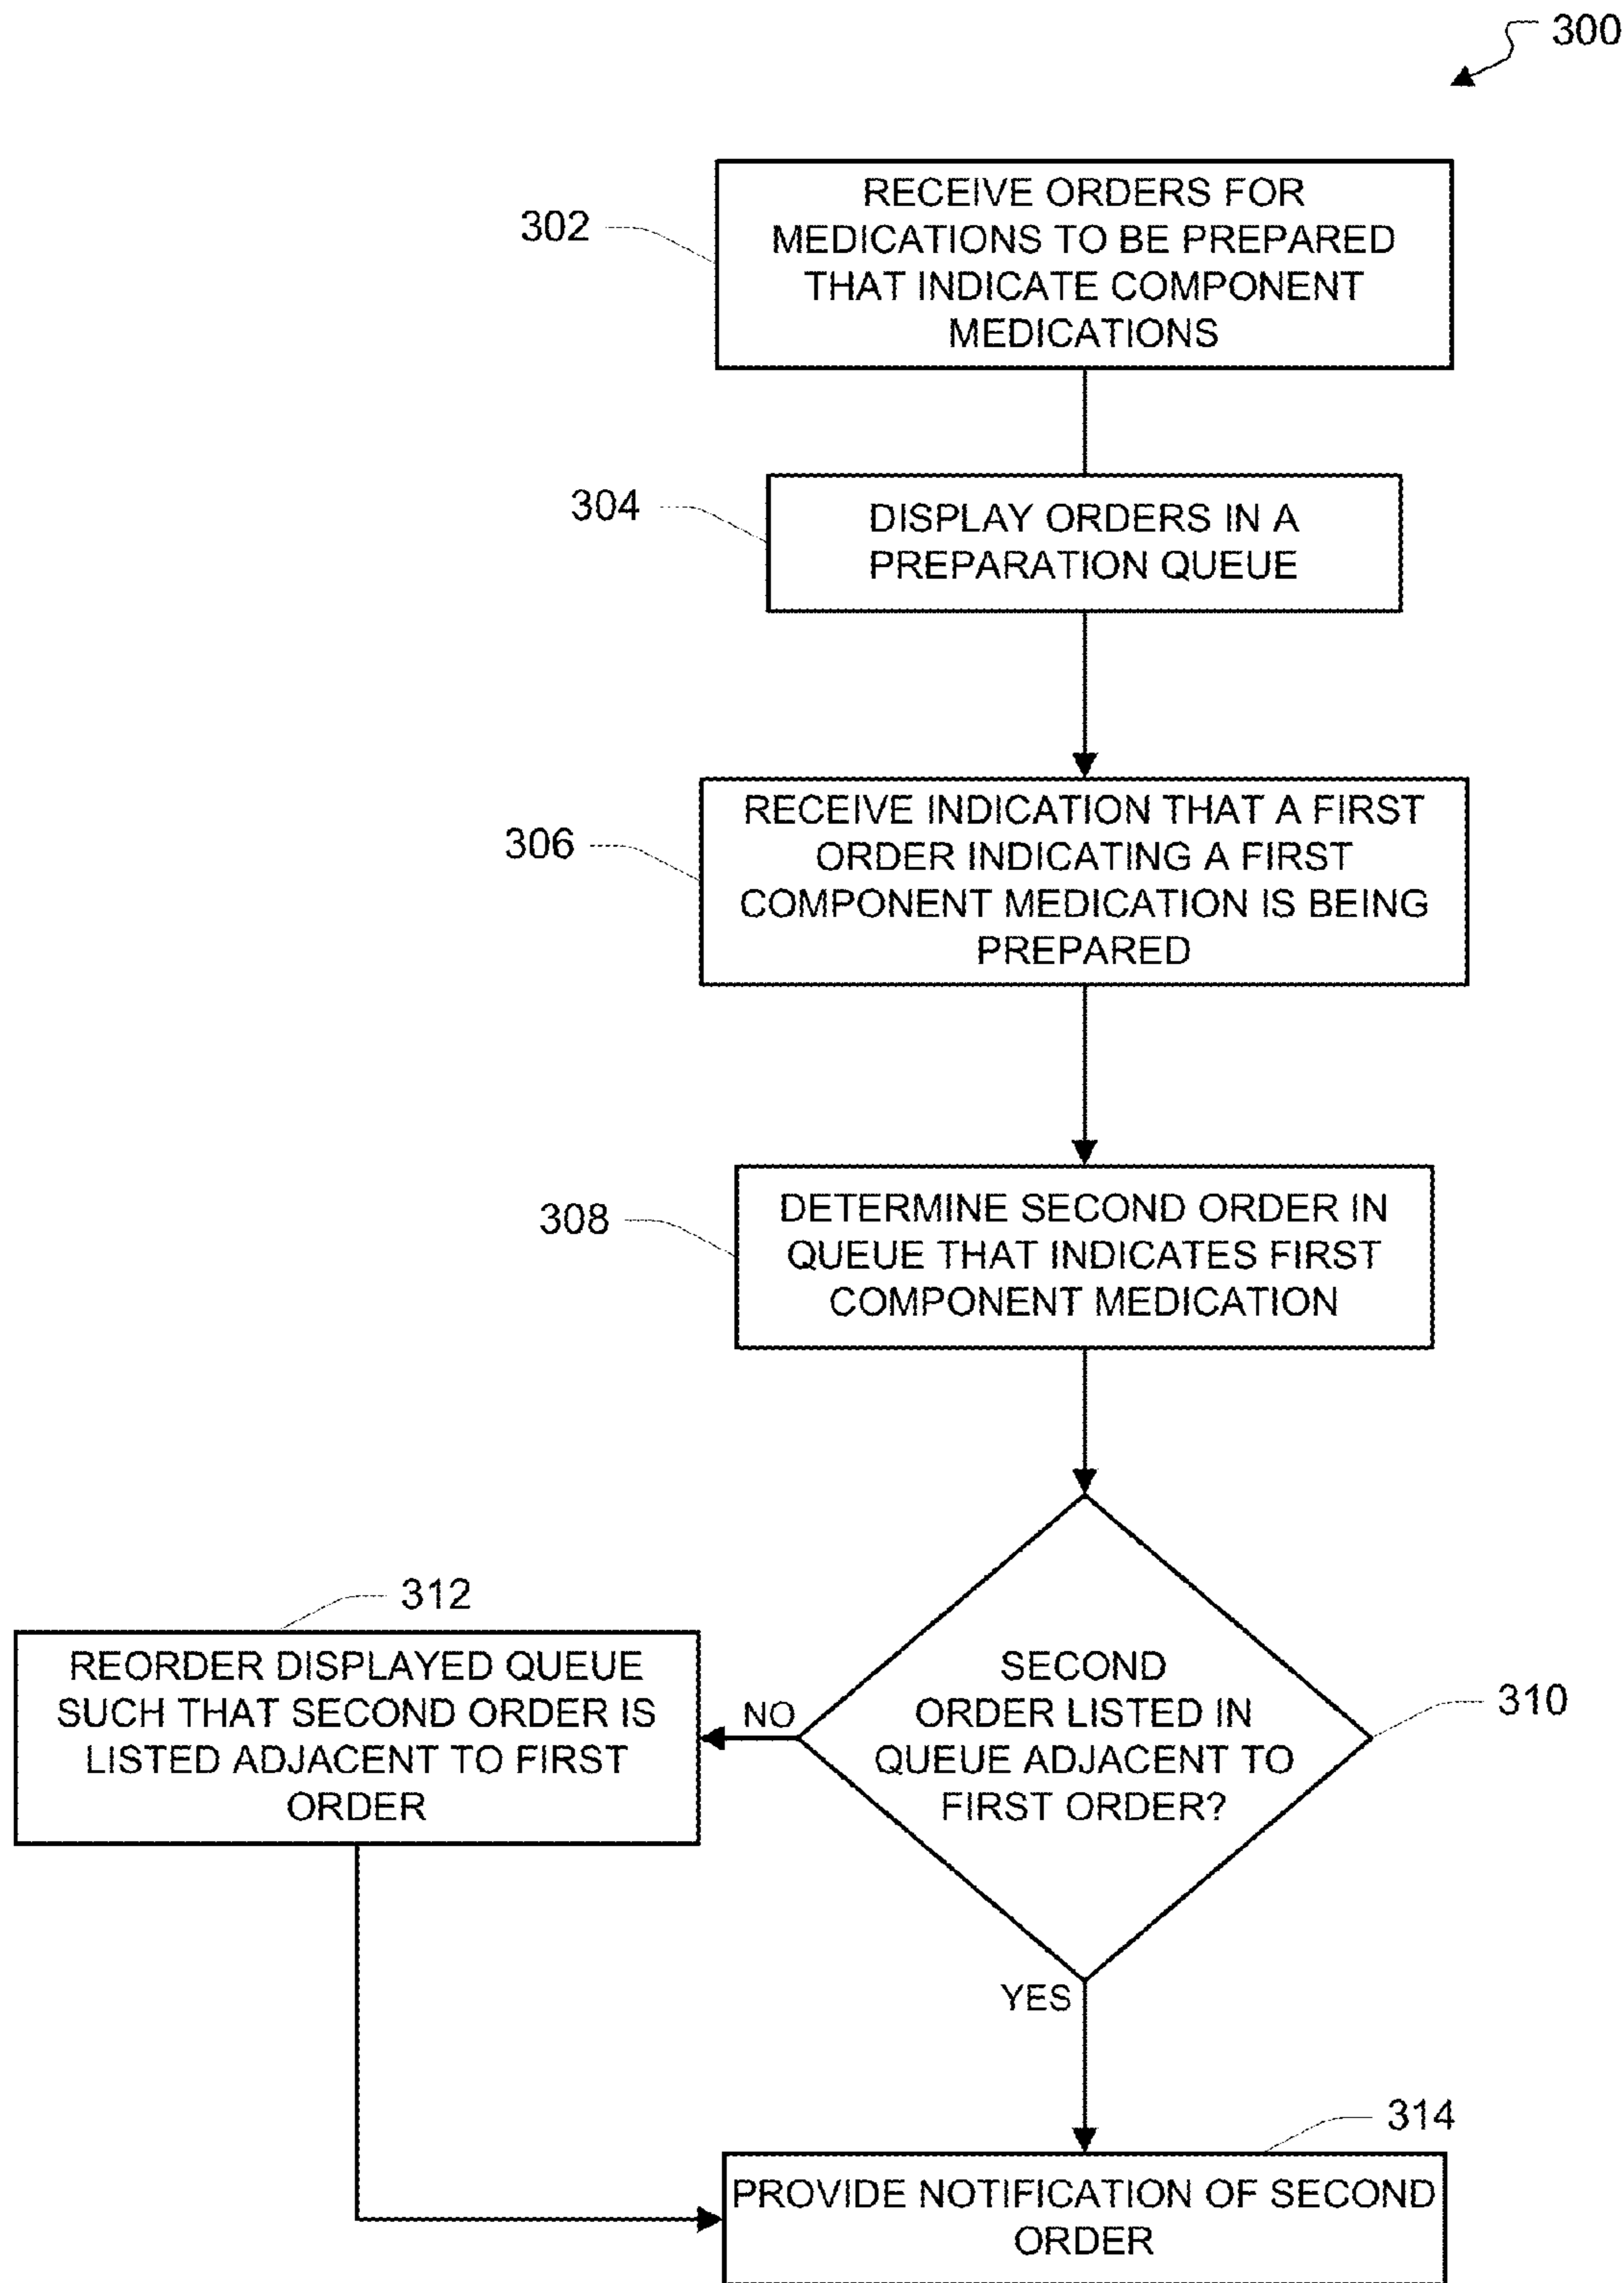 300
302
RECEIVE ORDERS FOR
MEDICATIONS TO BE PREPARED
THAT INDICATE COMPONENT
MEDICATIONS
304
DISPLAY ORDERS IN A
PREPARATION QUEUE
306
RECEIVE INDICATION THAT A FIRST
ORDER INDICATING A FIRST
COMPONENT MEDICATION IS BEING
PREPARED
308
DETERMINE SECOND ORDER IN
QUEUE THAT INDICATES FIRST
COMPONENT MEDICATION
310
SECOND
ORDER LISTED IN
QUEUE ADJACENT TO
FIRST ORDER?
NO
312
REORDER DISPLAYED QUEUE
SUCH THAT SECOND ORDER IS
LISTED ADJACENT TO FIRST
ORDER
YES
314
PROVIDE NOTIFICATION OF SECOND
ORDER